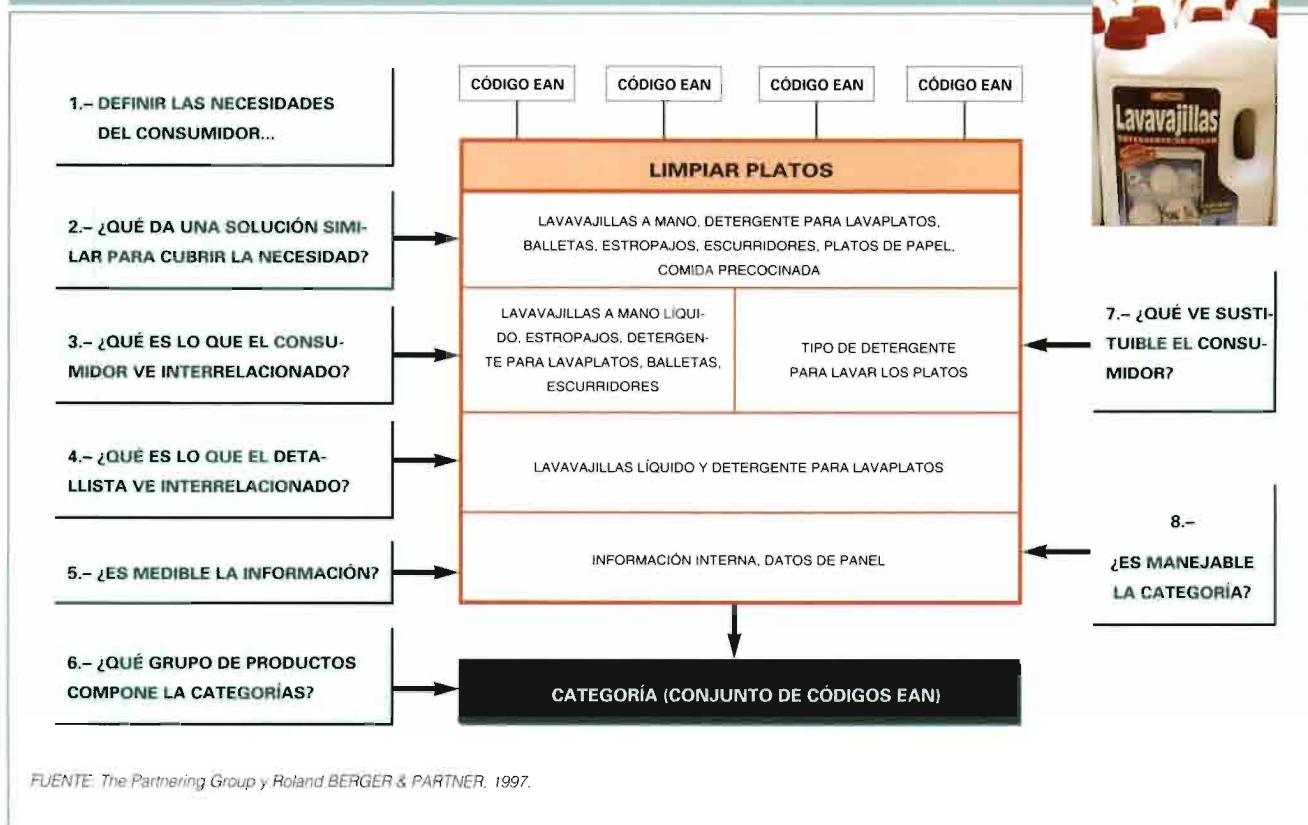 1.– DEFINIR LAS NECESIDADES
DEL CONSUMIDOR...
2.– ¿QUÉ DA UNA SOLUCIÓN SIMI-
LAR PARA CUBRIR LA NECESIDAD?
3.– ¿QUÉ ES LO QUE EL CONSU-
MIDOR VE INTERRELACIONADO?
4.– ¿QUÉ ES LO QUE EL DETA-
LLISTA VE INTERRELACIONADO?
5.– ¿ES MEDIBLE LA INFORMACIÓN?
6.– ¿QUÉ GRUPO DE PRODUCTOS
COMPONE LA CATEGORÍAS?
CÓDIGO EAN
CÓDIGO EAN
CÓDIGO EAN
CÓDIGO EAN
LIMPIAR PLATOS
LAVAVAJILLAS A MANO, DETERGENTE PARA LAVAPLATOS,
BALLETAS, ESTROPAJOS, ESCURRIDORES, PLATOS DE PAPEL,
COMIDA PRECOCINADA
LAVAVAJILLAS A MANO LÍQUI-
DO, ESTROPAJOS, DETERGEN-
TE PARA LAVAPLATOS, BALLETAS,
ESCURRIDORES
TIPO DE DETERGENTE
PARA LAVAR LOS PLATOS
LAVAVAJILLAS LÍQUIDO Y DETERGENTE PARA LAVAPLATOS
INFORMACIÓN INTERNA, DATOS DE PANEL
CATEGORÍA (CONJUNTO DE CÓDIGOS EAN)
Lavavajillas
7.– ¿QUÉ VE SUSTI-
TUIBLE EL CONSU-
MIDOR?
8.–
¿ES MANEJABLE
LA CATEGORÍA?
FUENTE: The Partnering Group y Roland BERGER & PARTNER, 1997.